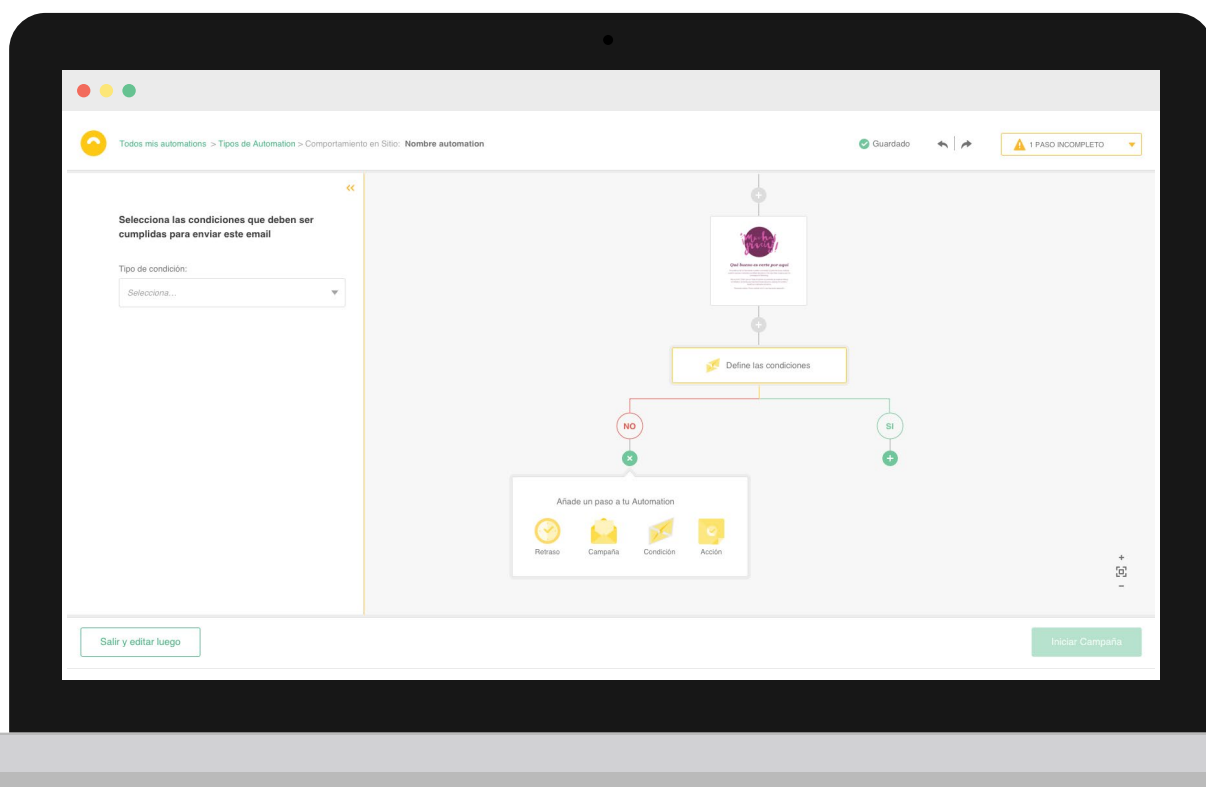 Todos mis automations > Tipos de Automation > Comportamiento en Sitio: Nombre automation
Guardado
1 PASO INCOMPLETO
Selecciona las condiciones que deben ser
cumplidas para enviar este email
Tipo de condición:
Selecciona...
Qué bueno es verte por aquí
Define las condiciones
NO
SI
Añade un paso a tu Automation
Retraso
Campaña
Condición
Acción
Salir y editar luego
Iniciar Campaña